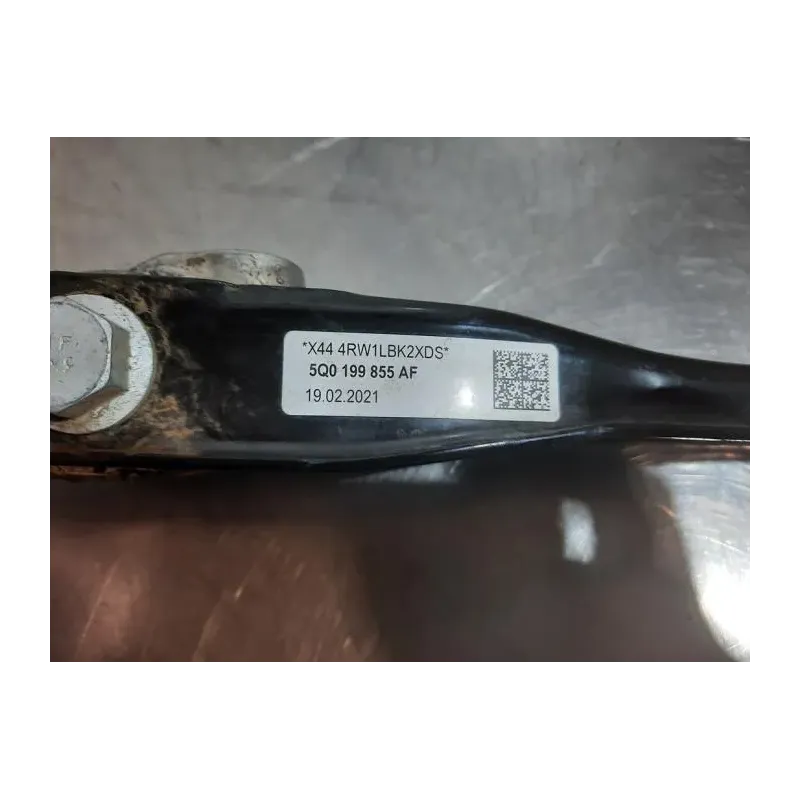 *X44 4RW1LBK2XDS*
5Q0 199 855 AF
19.02.2021